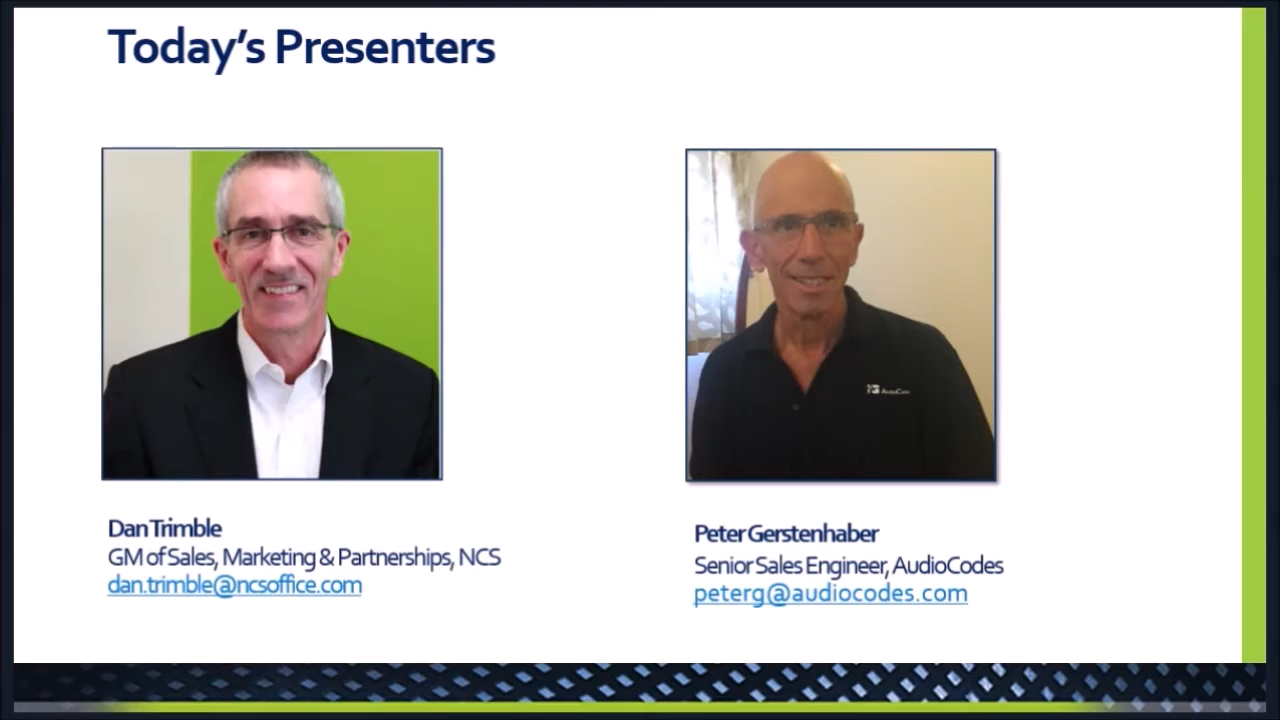 Today's Presenters
Dan Trimble
GM of Sales, Marketing & Partnerships, NCS
dan.trimble@ncsoffice.com
Peter Gerstenhaber
Senior Sales Engineer, AudioCodes
peterg@audiocodes.com